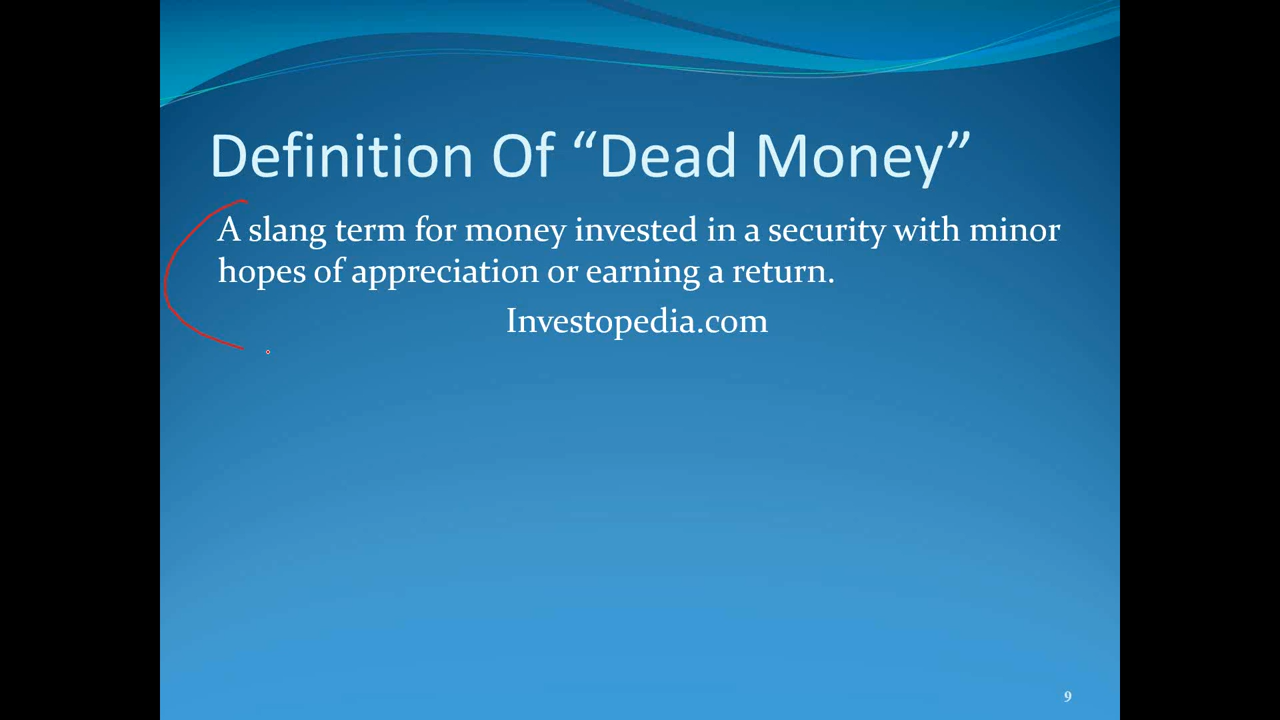 Definition Of “Dead Money”
A slang term for money invested in a security with minor
hopes of appreciation or earning a return.
Investopedia.com
9